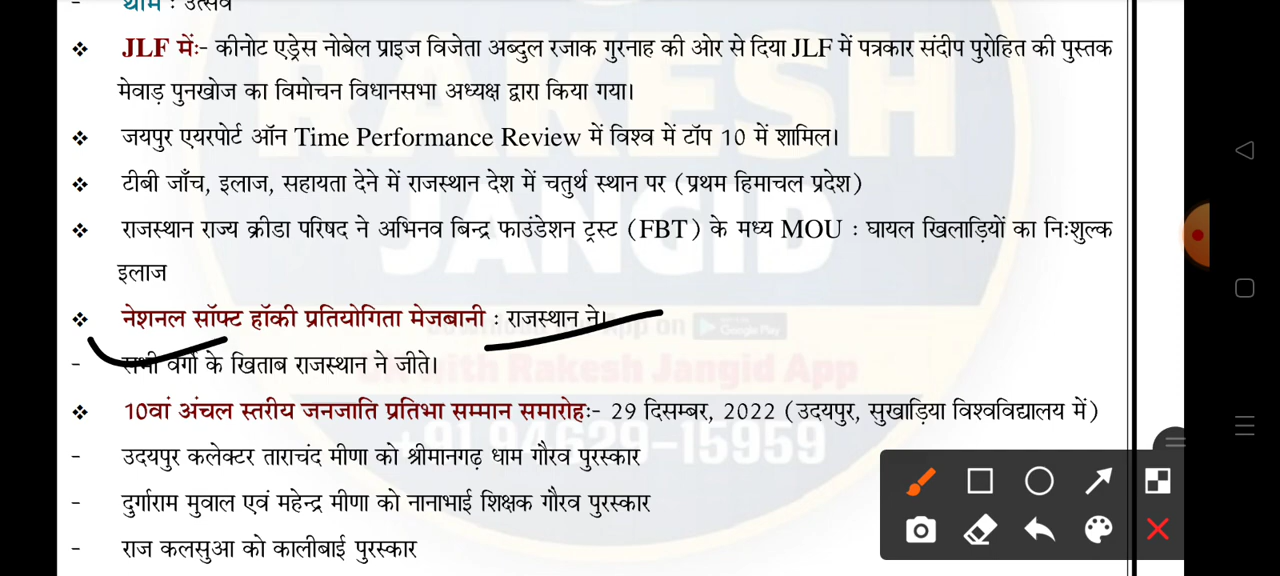 - थीम : उत्सव
❖ JLF में:- कीनोट एड्रेस नोबेल प्राइज विजेता अब्दुल रजाक गुरनाह की ओर से दिया JLF में पत्रकार संदीप पुरोहित की पुस्तक
मेवाड़ पुनखोज का विमोचन विधानसभा अध्यक्ष द्वारा किया गया।
❖ जयपुर एयरपोर्ट ऑन Time Performance Review में विश्व में टॉप 10 में शामिल।
❖ टीबी जाँच, इलाज, सहायता देने में राजस्थान देश में चतुर्थ स्थान पर (प्रथम हिमाचल प्रदेश)
❖ राजस्थान राज्य क्रीडा परिषद ने अभिनव बिन्द्र फाउंडेशन ट्रस्ट (FBT) के मध्य MOU : घायल खिलाड़ियों का निःशुल्क
इलाज
❖ नेशनल सॉफ्ट हॉकी प्रतियोगिता मेजबानी : राजस्थान ने।
- सभी वर्गो के खिताब राजस्थान ने जीते।
❖ 10वां अंचल स्तरीय जनजाति प्रतिभा सम्मान समारोह:- 29 दिसम्बर, 2022 (उदयपुर, सुखाड़िया विश्वविद्यालय में)
- उदयपुर कलेक्टर ताराचंद मीणा को श्रीमानगढ़ धाम गौरव पुरस्कार
- दुर्गाराम मुवाल एवं महेन्द्र मीणा को नानाभाई शिक्षक गौरव पुरस्कार
- राज कलसुआ को कालीबाई पुरस्कार
RAKESH
JANGID
App on Google Play
with Rakesh Jangid App
+91 94629-15959